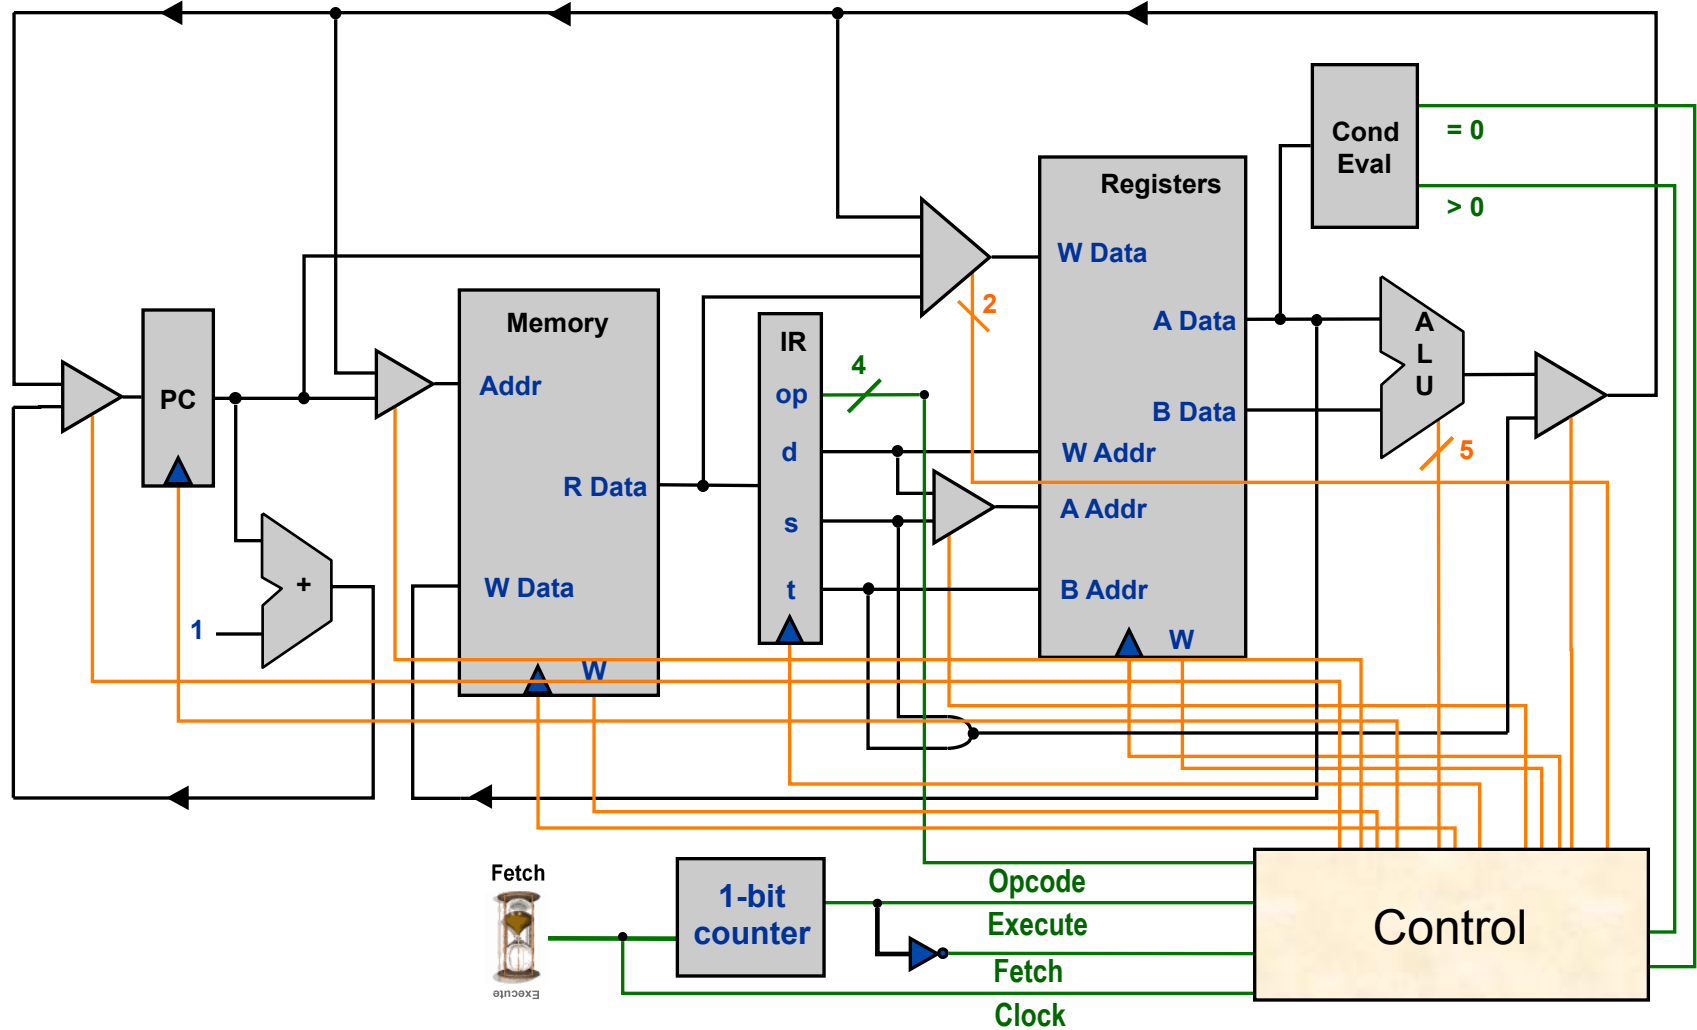 Cond
Eval
= 0
> 0
Registers
W Data
2
A Data
A
L
U
B Data
5
W Addr
A Addr
B Addr
W
Memory
Addr
R Data
W Data
W
IR
op
4
d
s
t
PC
+
1
Fetch
Execute
1-bit
counter
Opcode
Execute
Fetch
Clock
Control